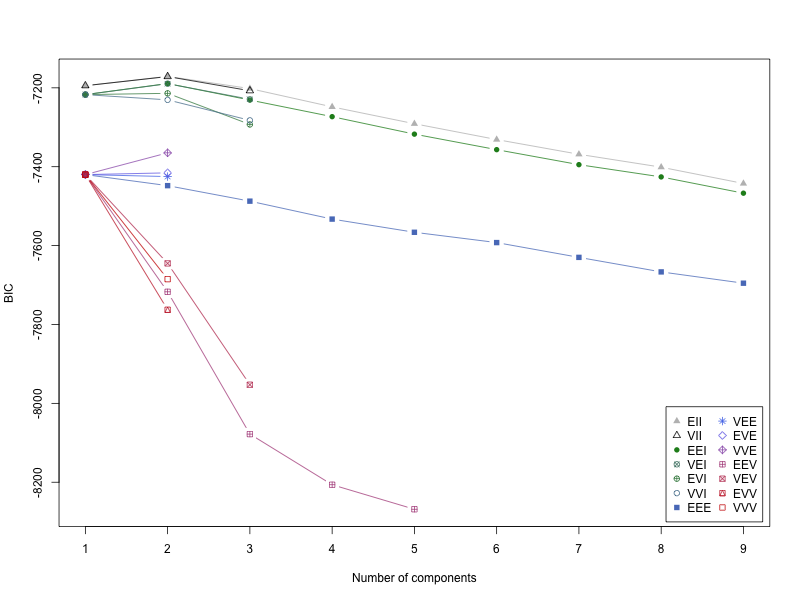 -7200
-7400
-7600
-7800
-8000
-8200
BIC
EII VEE
VII EVE
EEI VVE
VEI EEV
EVI VEV
VVI EVV
EEE VVV
1 2 3 4 5 6 7 8 9
Number of components